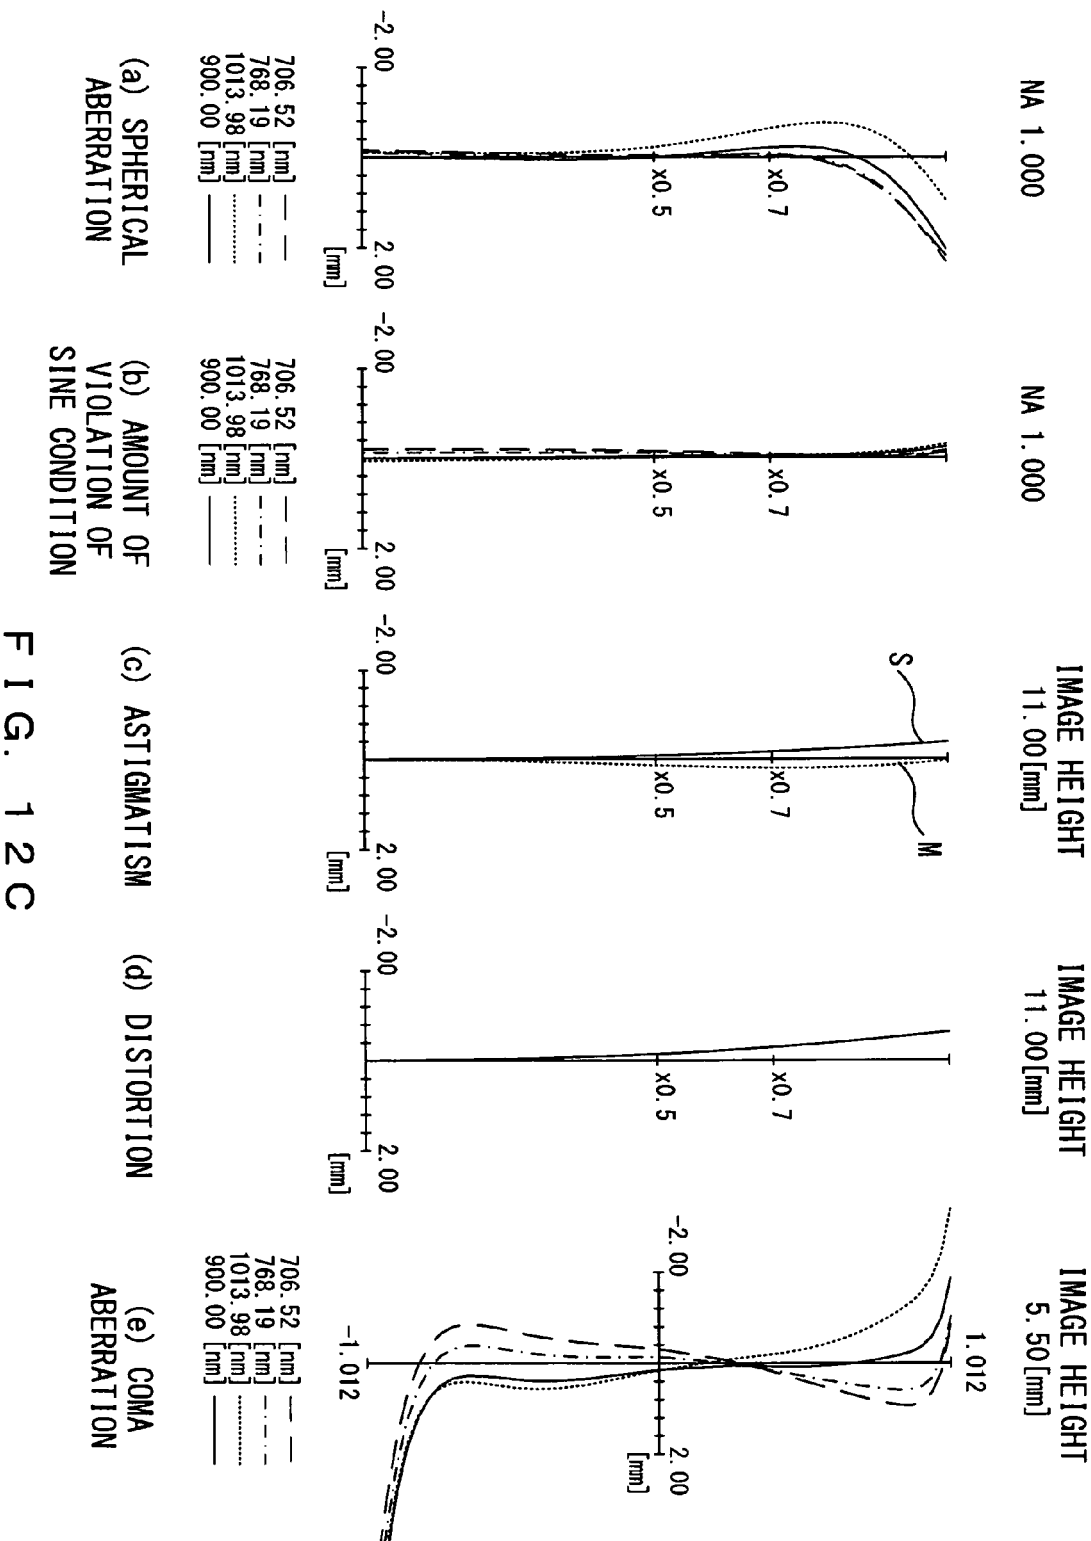 NA 1.000
-2.00
2.00
[mm]
x0.5
x0.7
706.52 [nm]
768.19 [nm]
1013.98 [nm]
900.00 [nm]
(a) SPHERICAL
ABERRATION
NA 1.000
-2.00
2.00
[mm]
x0.5
x0.7
706.52 [nm]
768.19 [nm]
1013.98 [nm]
900.00 [nm]
(b) AMOUNT OF
VIOLATION OF
SINE CONDITION
IMAGE HEIGHT
11.00[mm]
S
M
-2.00
2.00
[mm]
x0.5
x0.7
(c) ASTIGMATISM
IMAGE HEIGHT
11.00[mm]
-2.00
2.00
[mm]
x0.5
x0.7
(d) DISTORTION
IMAGE HEIGHT
5.50[mm]
1.012
-2.00
2.00
[mm]
-1.012
706.52 [nm]
768.19 [nm]
1013.98 [nm]
900.00 [nm]
(e) COMA
ABERRATION
FIG. 12C